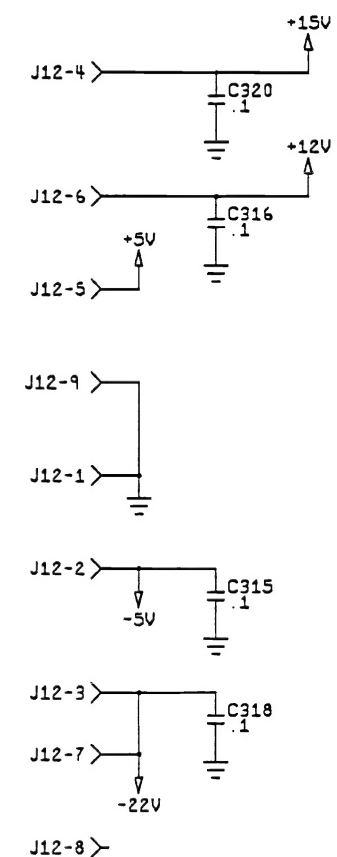 +15V
J12-4
C320
.1
+12V
J12-6
C316
.1
+5V
J12-5
J12-9
J12-1
J12-2
C315
.1
-5V
J12-3
C318
.1
J12-7
-22V
J12-8